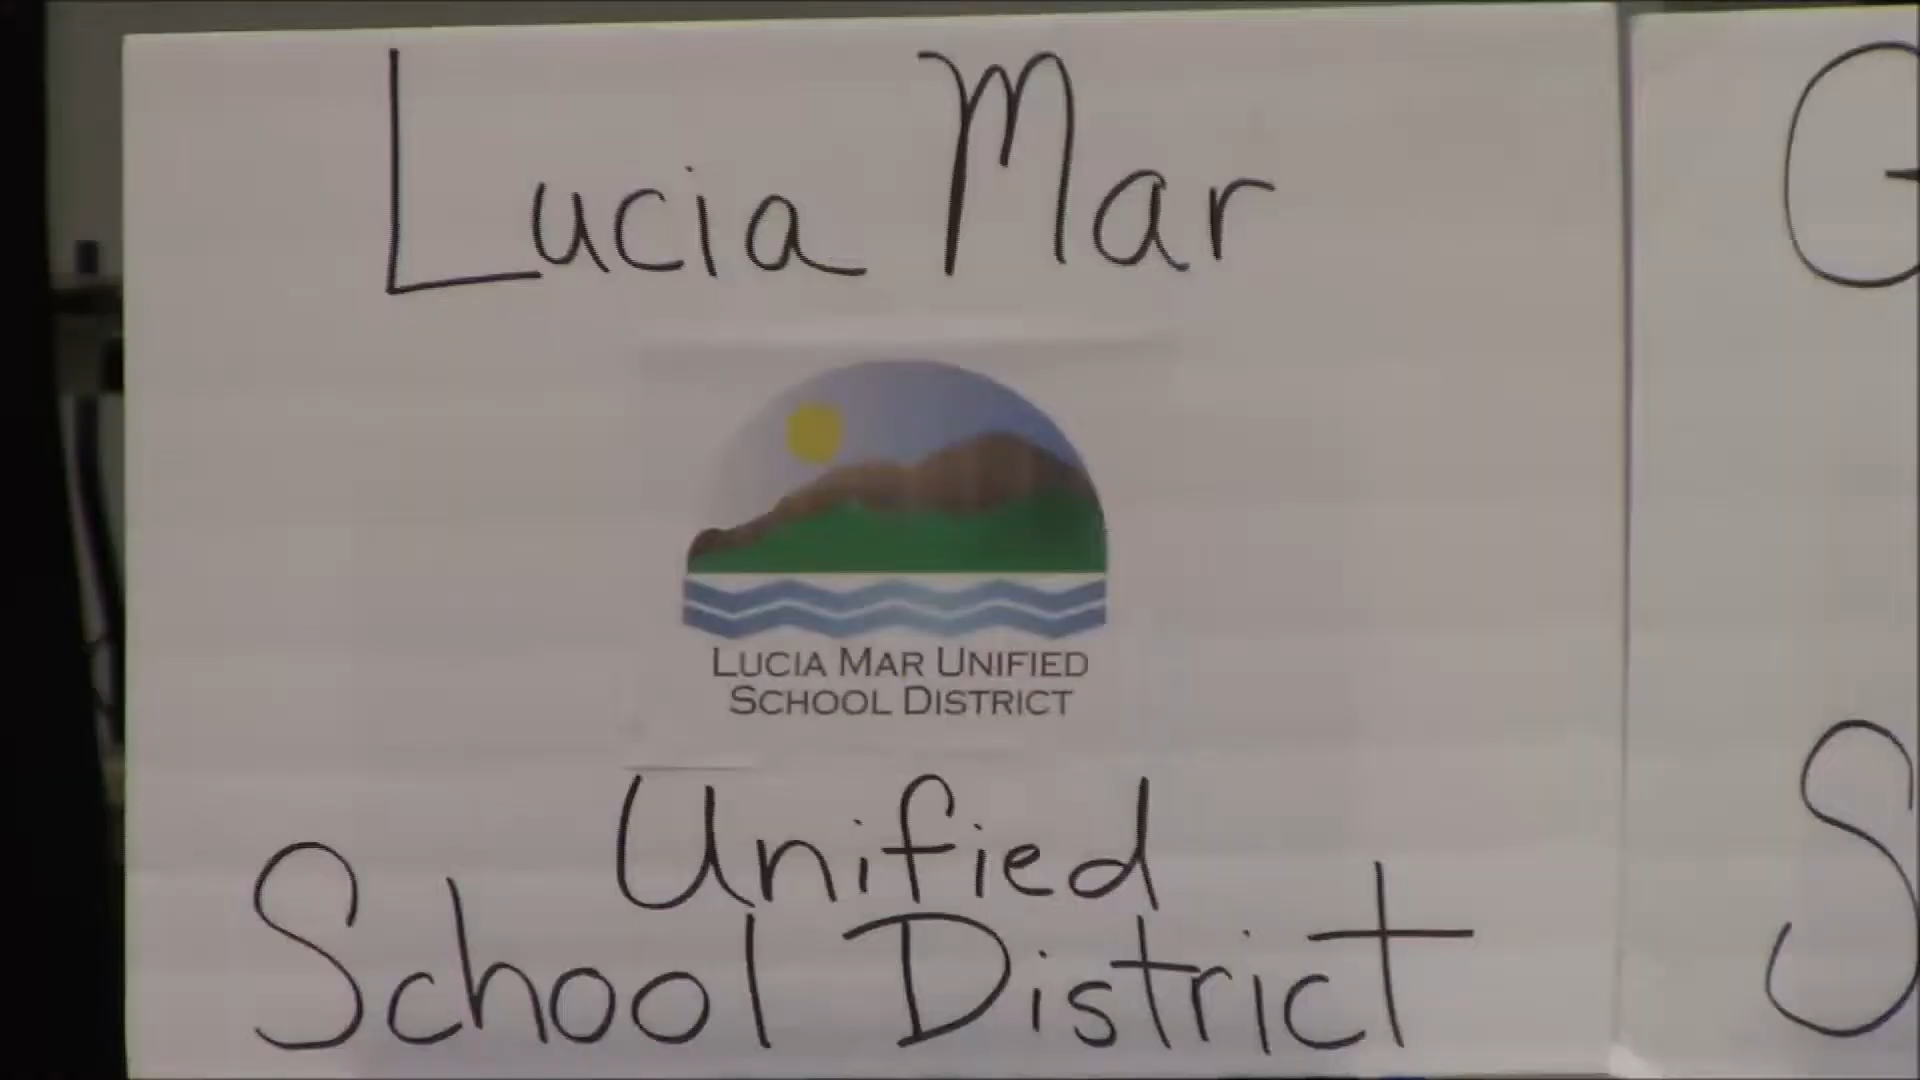 Lucia Mar
LUCIA MAR UNIFIED
SCHOOL DISTRICT
Unified
School District